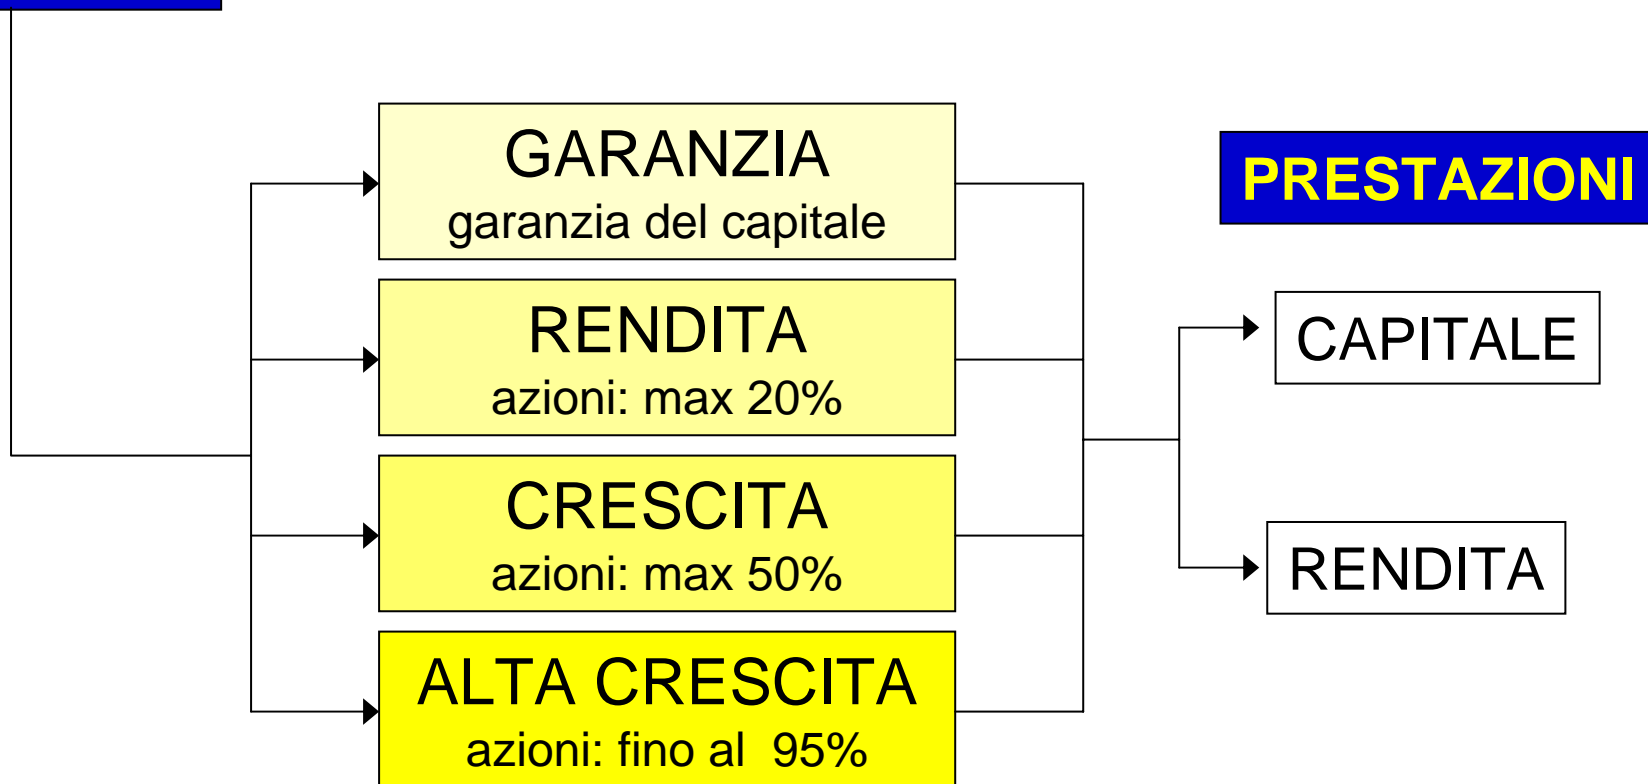 GARANZIA
garanzia del capitale
RENDITA
azioni: max 20%
CRESCITA
azioni: max 50%
ALTA CRESCITA
azioni: fino al  95%
PRESTAZIONI
CAPITALE
RENDITA